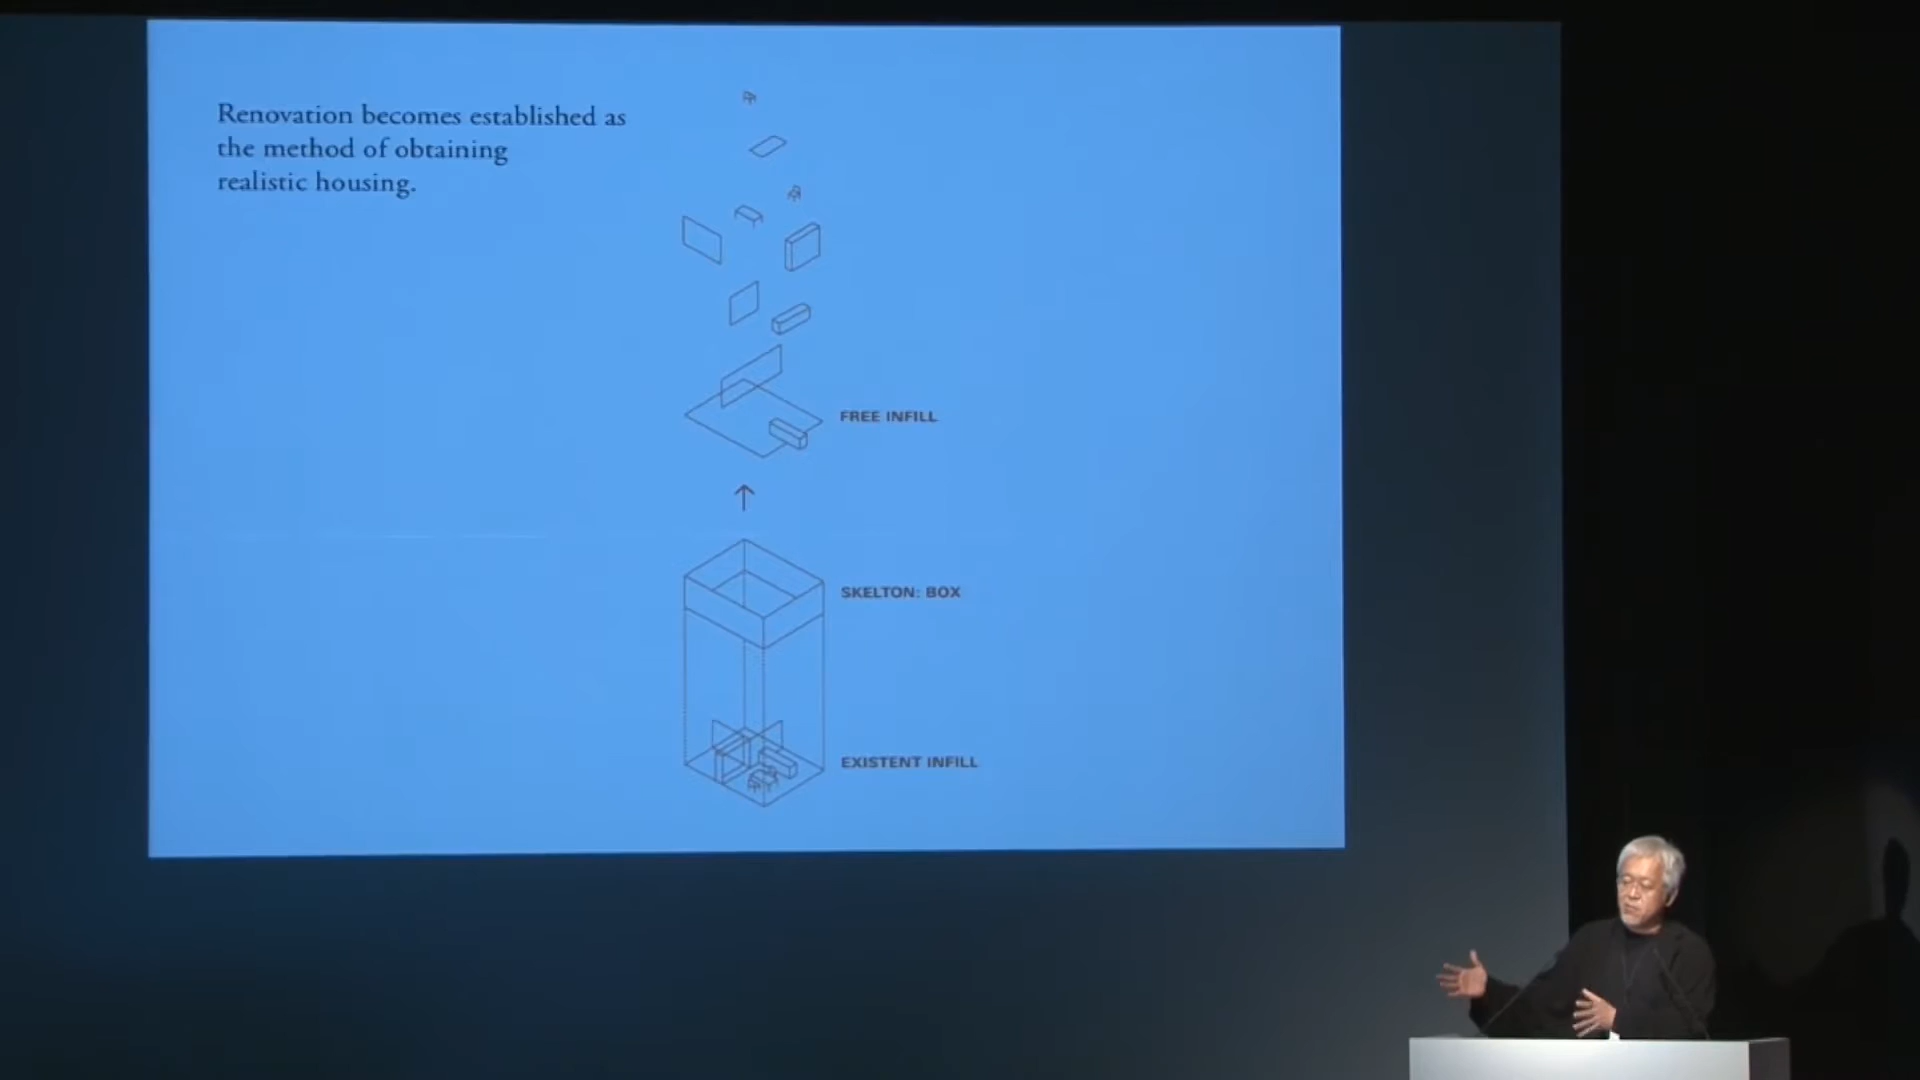 Renovation becomes established as
the method of obtaining
realistic housing.
FREE INFILL
SKELTON: BOX
EXISTENT INFILL